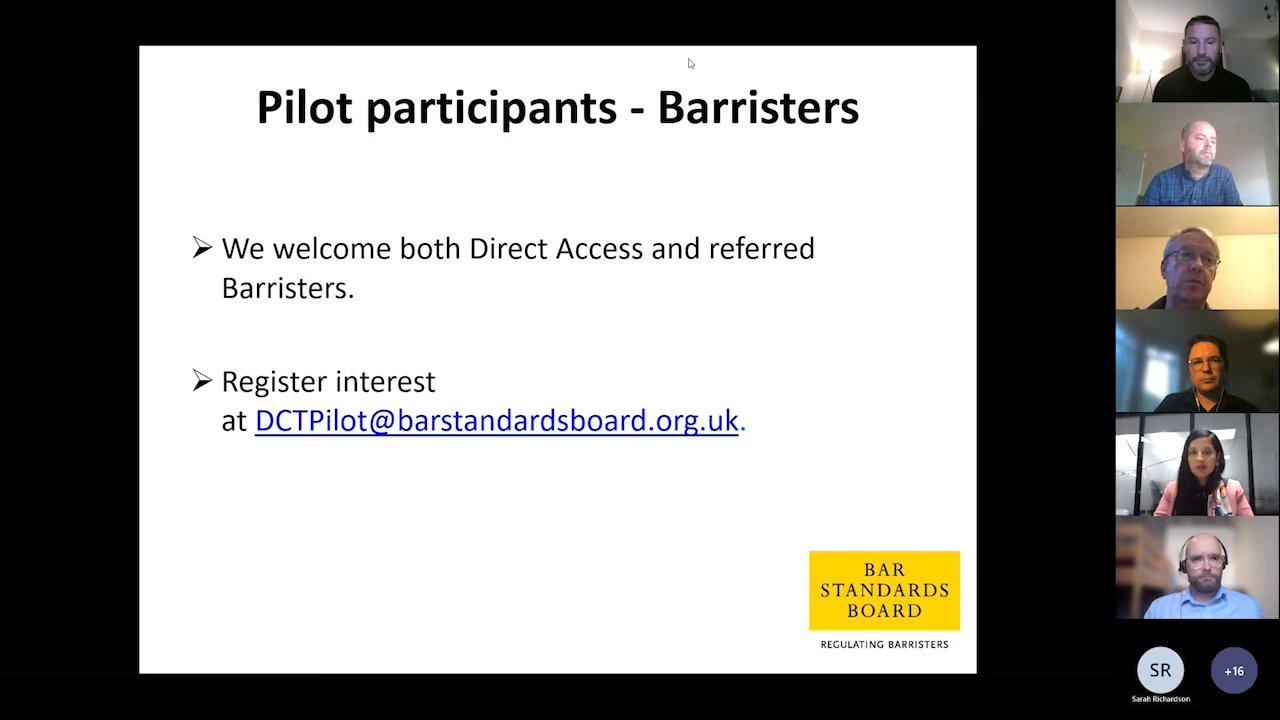 Pilot participants - Barristers
We welcome both Direct Access and referred
Barristers.
Register interest
at DCTPilot@barstandardsboard.org.uk.
BAR
STANDARDS
BOARD
REGULATING BARRISTERS
SR
+16
Sarah Richardson